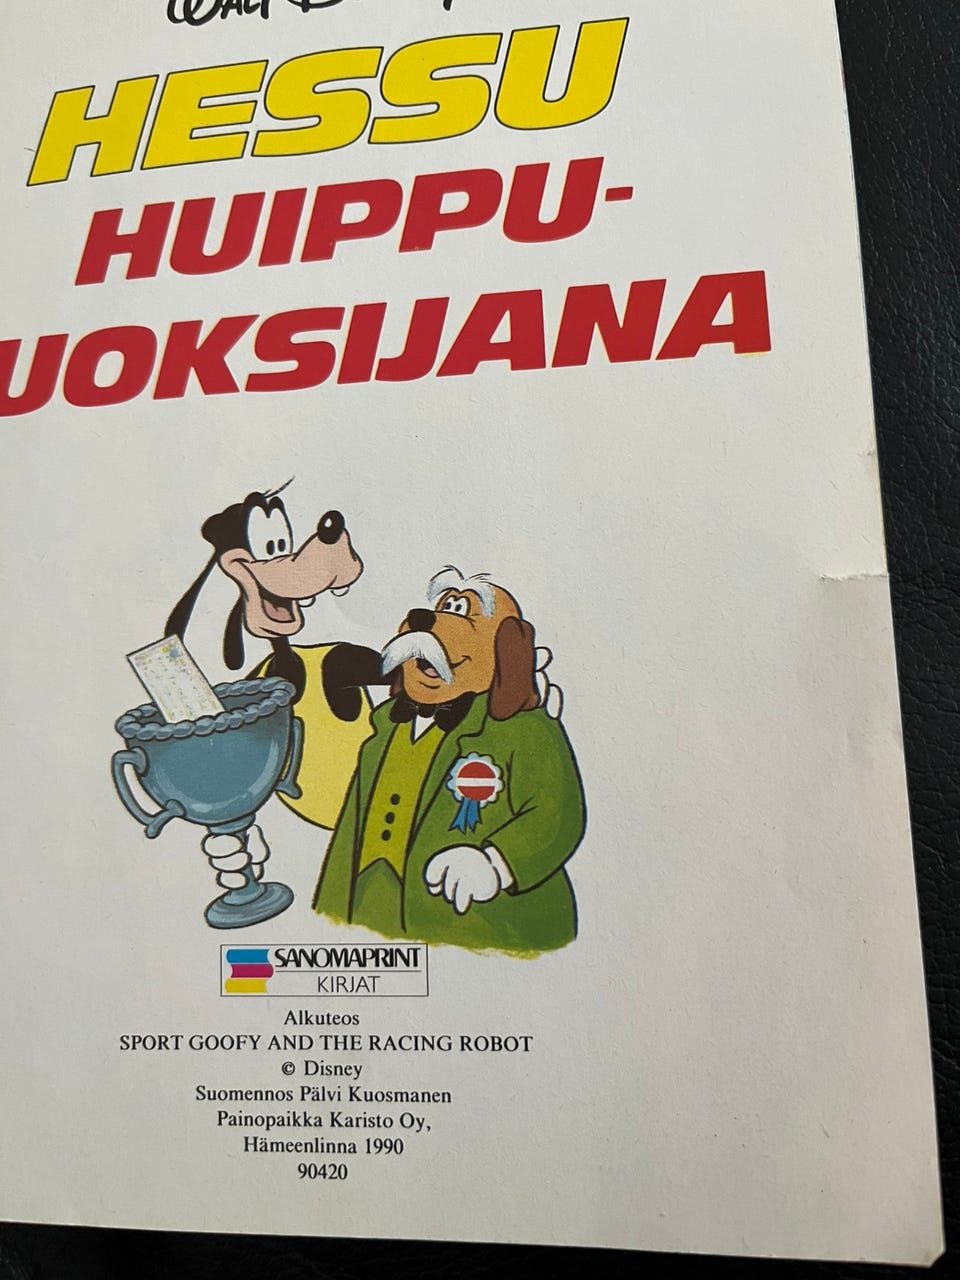 WALT
HESSU
HUIPPU-
UOKSIJANA
SANOMAPRINT
KIRJAT
Alkuteos
SPORT GOOFY AND THE RACING ROBOT
© Disney
Suomennos Pälvi Kuosmanen
Painopaikka Karisto Oy,
Hämeenlinna 1990
90420